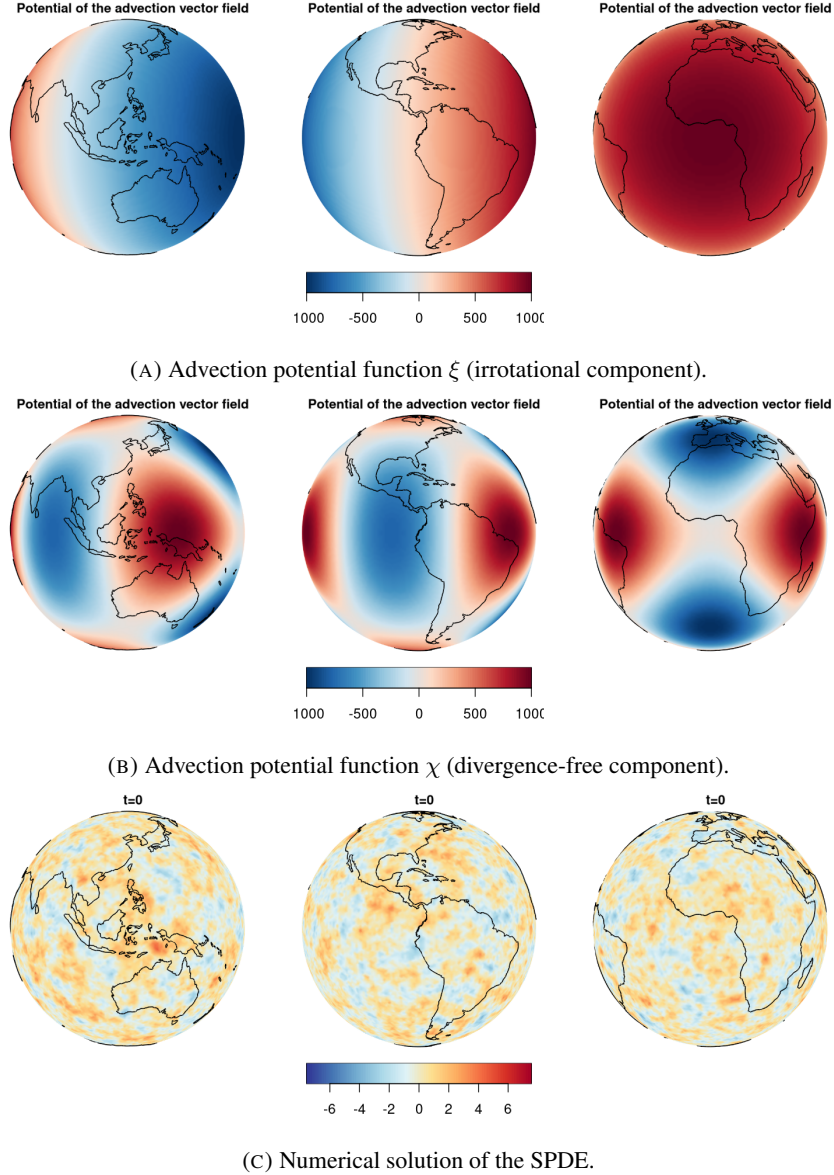 Potential of the advection vector field Potential of the advection vector field Potential of the advection vector field
1000 -500 0 500 100
(A) Advection potential function ξ (irrotational component).
Potential of the advection vector field Potential of the advection vector field Potential of the advection vector field
1000 -500 0 500 100
(B) Advection potential function χ (divergence-free component).
t=0 t=0 t=0
-6 -4 -2 0 2 4 6
(C) Numerical solution of the SPDE.